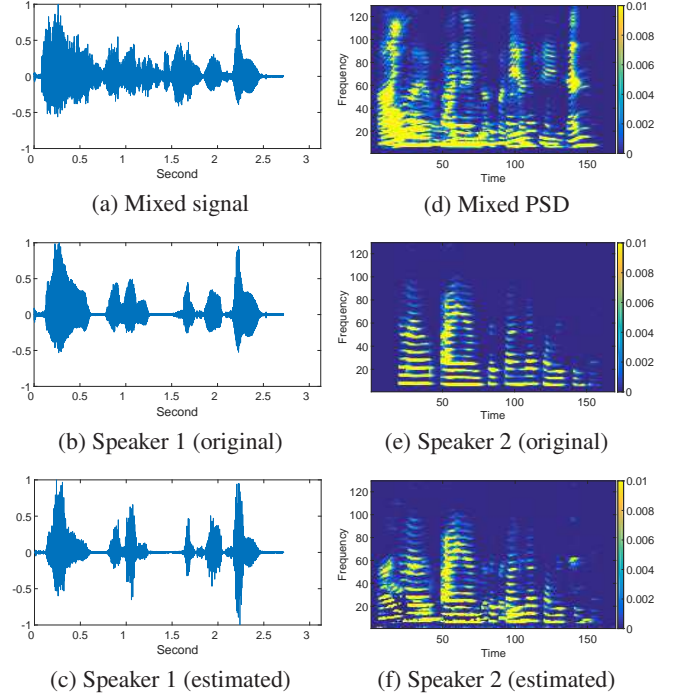 1
0.5
0
-0.5
-1
0 0.5 1 1.5 2 2.5 3
Second
(a) Mixed signal
120
100
80
60
40
20
Frequency
50 100 150
Time
0.01
0.008
0.006
0.004
0.002
0
(d) Mixed PSD
1
0.5
0
-0.5
-1
0 0.5 1 1.5 2 2.5 3
Second
(b) Speaker 1 (original)
120
100
80
60
40
20
Frequency
50 100 150
Time
0.01
0.008
0.006
0.004
0.002
0
(e) Speaker 2 (original)
1
0.5
0
-0.5
-1
0 0.5 1 1.5 2 2.5 3
Second
(c) Speaker 1 (estimated)
120
100
80
60
40
20
Frequency
50 100 150
Time
0.01
0.008
0.006
0.004
0.002
0
(f) Speaker 2 (estimated)